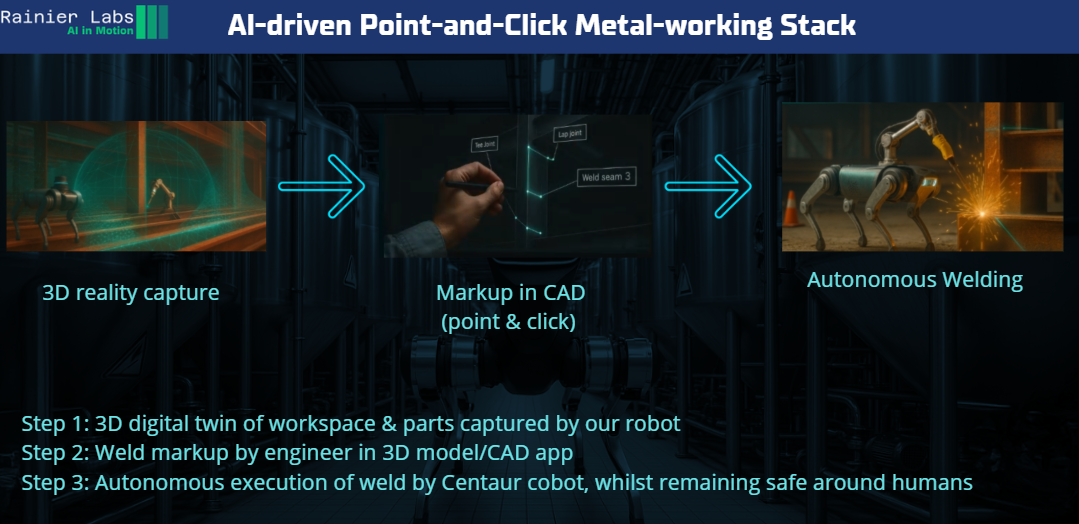 Rainier Labs
AI in Motion
AI-driven Point-and-Click Metal-working Stack
Tee Joint
Lap joint
Weld seam 3
3D reality capture
Markup in CAD
(point & click)
Autonomous Welding
Step 1: 3D digital twin of workspace & parts captured by our robot
Step 2: Weld markup by engineer in 3D model/CAD app
Step 3: Autonomous execution of weld by Centaur cobot, whilst remaining safe around humans